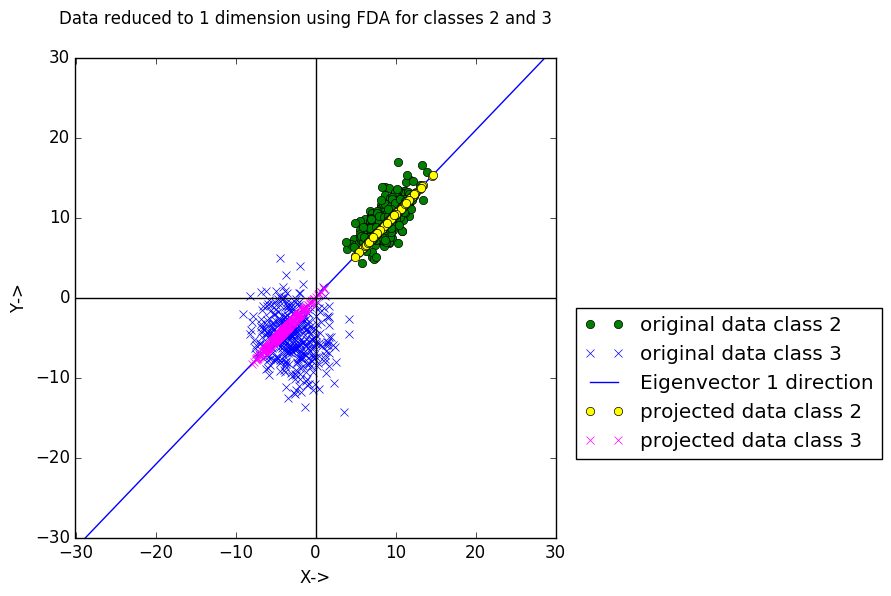 Data reduced to 1 dimension using FDA for classes 2 and 3
30
20
10
0
−10
−20
−30
−30
−20
−10
0
10
20
30
Y->
X->
original data class 2
original data class 3
Eigenvector 1 direction
projected data class 2
projected data class 3